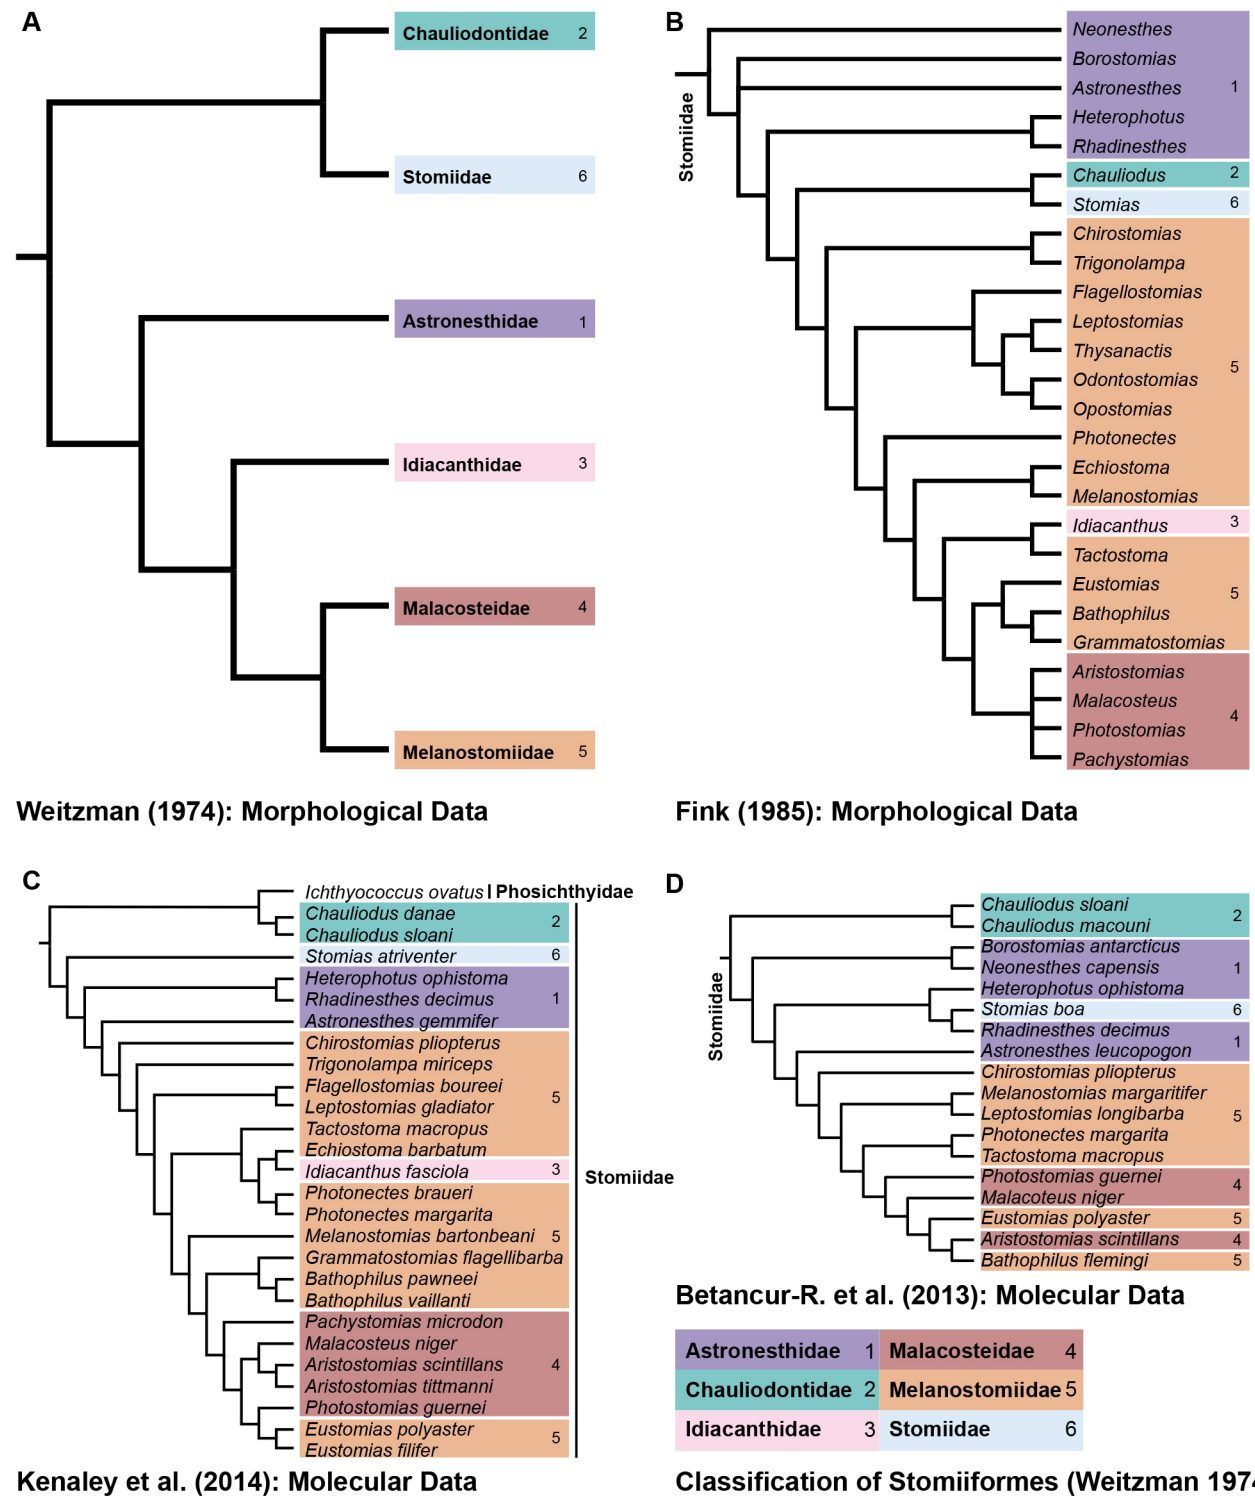 A
Chauliodontidae 2
Stomiidae 6
Astronesthidae 1
Idiacanthidae 3
Malacosteidae 4
Melanostomiidae 5
Weitzman (1974): Morphological Data
B
Stomiidae
Neonesthes
Borostomias
Astronesthes 1
Heterophotus
Rhadinesthes
Chauliodus 2
Stomias 6
Chirostomias
Trigonolampa
Flagellostomias
Leptostomias
Thysanactis
5
Odontostomias
Opostomias
Photonectes
Echiostoma
Melanostomias
Idiacanthus 3
Tactostoma
Eustomias
5
Bathophilus
Grammatostomias
Aristostomias
Malacosteus
4
Photostomias
Pachystomias
Fink (1985): Morphological Data
C
Ichthyococcus ovatus I Phosichthyidae
Chauliodus danae
2
Chauliodus sloani
Stomias atriventer 6
Heterophotus ophistoma
Rhadinesthes decimus 1
Astronesthes gemmifer
Chirostomias pliopterus
Trigonolampa miriceps
Flagellostomias boureei
5
Leptostomias gladiator
Tactostoma macropus
Echiostoma barbatum
Idiacanthus fasciola 3
Stomiidae
Photonectes braueri
Photonectes margarita
Melanostomias bartonbeani 5
Grammatostomias flagellibarba
Bathophilus pawneei
Bathophilus vaillanti
Pachystomias microdon
Malacosteus niger
Aristostomias scintillans 4
Aristostomias tittmanni
Photostomias guernei
Eustomias polyaster
5
Eustomias filifer
Kenaley et al. (2014): Molecular Data
D
Stomiidae
Chauliodus sloani
2
Chauliodus macouni
Borostomias antarcticus
Neonesthes capensis 1
Heterophotus ophistoma
Stomias boa 6
Rhadinesthes decimus
1
Astronesthes leucopogon
Chirostomias pliopterus
Melanostomias margaritifer
Leptostomias longibarba 5
Photonectes margarita
Tactostoma macropus
Photostomias guernei
4
Malacoteus niger
Eustomias polyaster 5
Aristostomias scintillans 4
Bathophilus flemingi 5
Betancur-R. et al. (2013): Molecular Data
Astronesthidae 1 Malacosteidae 4
Chauliodontidae 2 Melanostomiidae 5
Idiacanthidae 3 Stomiidae 6
Classification of Stomiiformes (Weitzman 1974